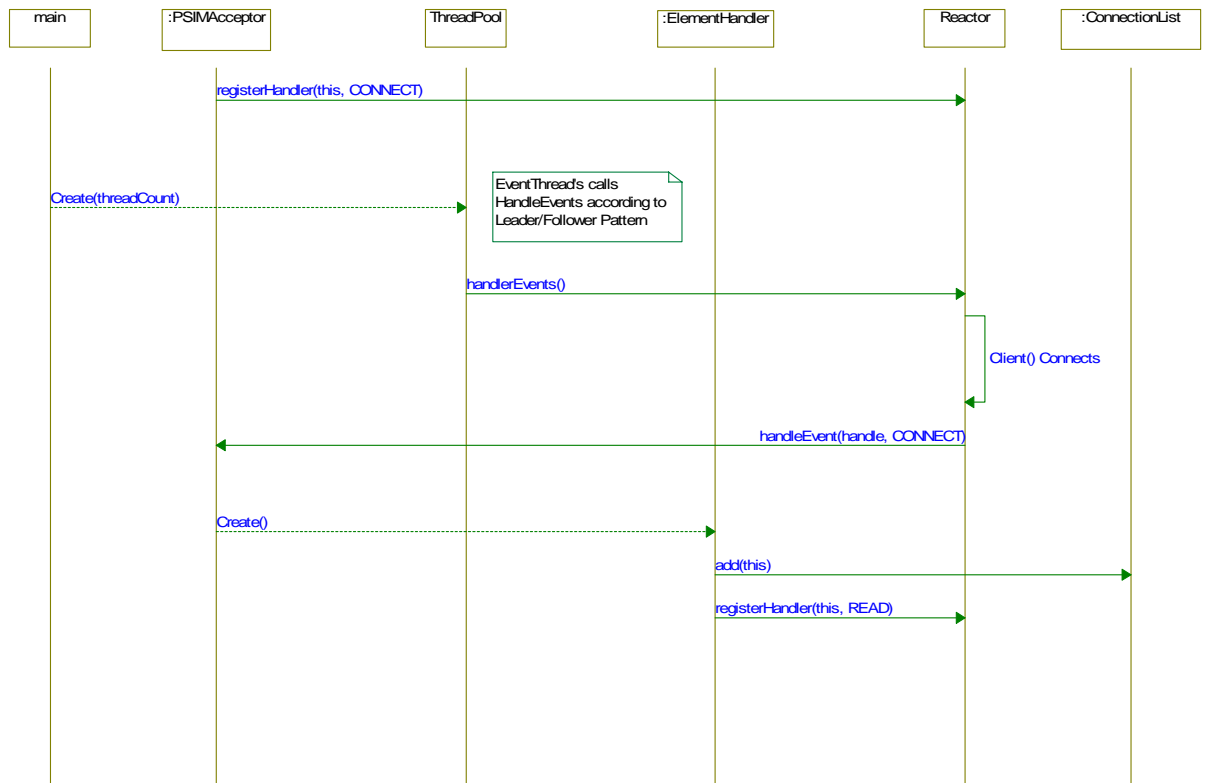 main
:PSIMAcceptor
ThreadPool
:ElementHandler
Reactor
:ConnectionList
registerHandler(this, CONNECT)
Create(threadCount)
EventThread's calls
HandleEvents according to
Leader/Follower Pattern
handlerEvents()
Client() Connects
handleEvent(handle, CONNECT)
Create()
add(this)
registerHandler(this, READ)